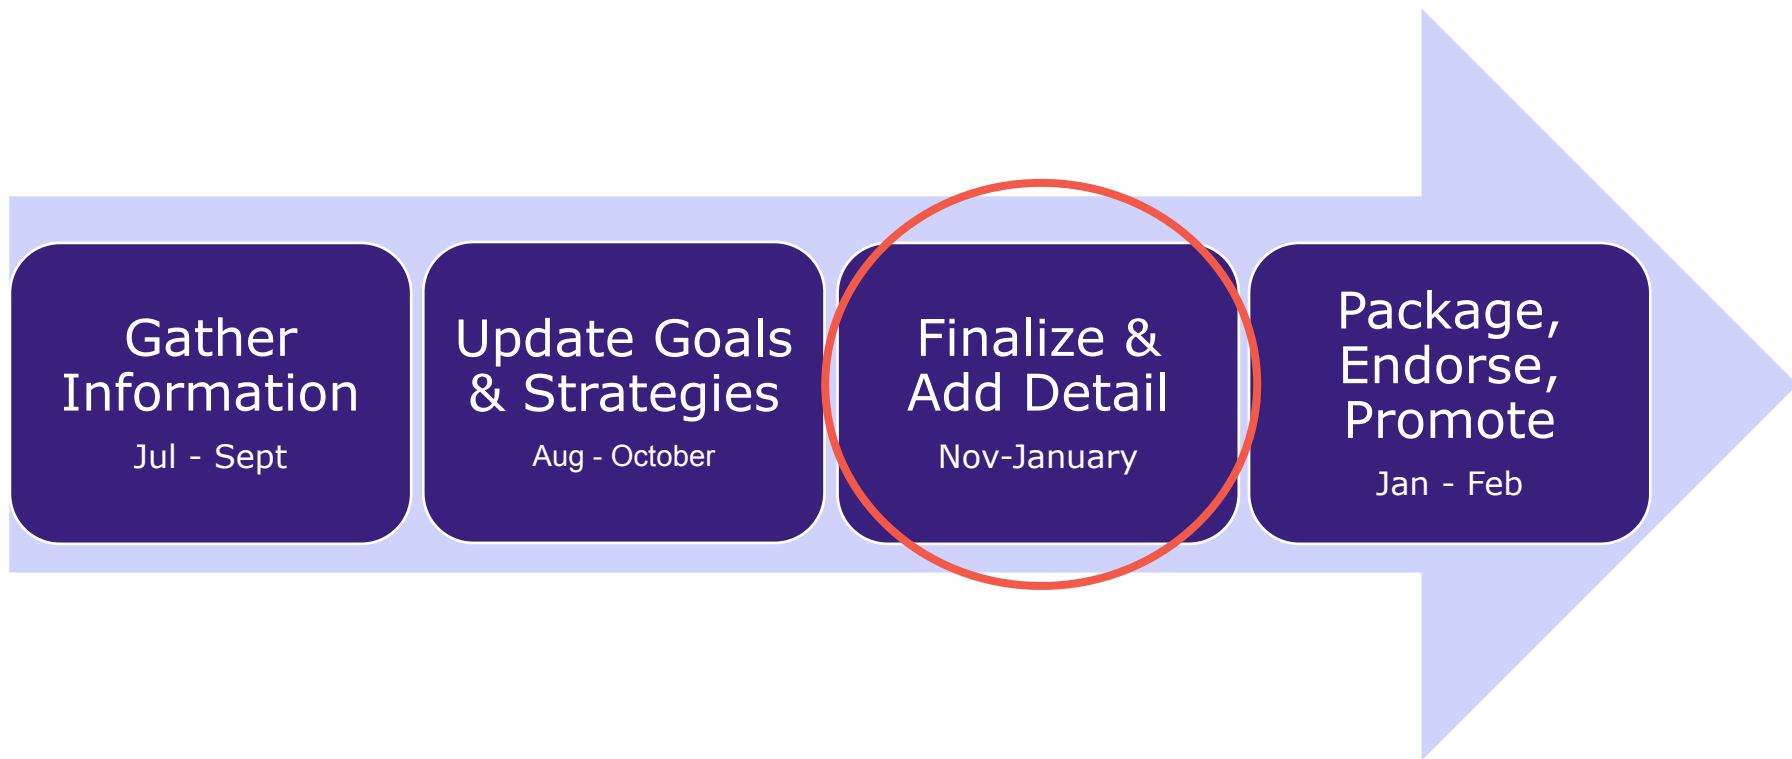 Gather
Information
Jul - Sept
Update Goals
& Strategies
Aug - October
Finalize &
Add Detail
Nov-January
Package,
Endorse,
Promote
Jan - Feb